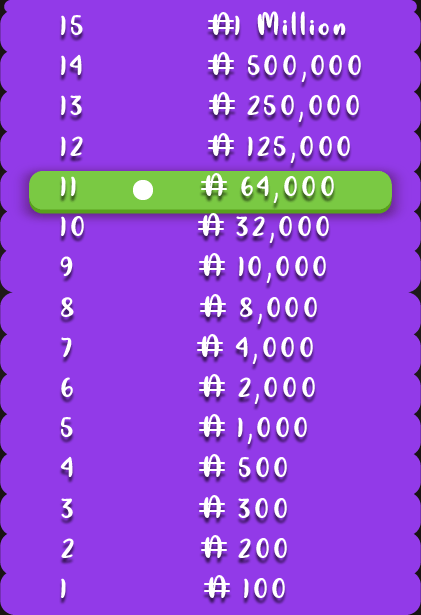 15 ₳1 Million
14 ₳ 500,000
13 ₳ 250,000
12 ₳ 125,000
11 ₳ 64,000
10 ₳ 32,000
9 ₳ 10,000
8 ₳ 8,000
7 ₳ 4,000
6 ₳ 2,000
5 ₳ 1,000
4 ₳ 500
3 ₳ 300
2 ₳ 200
1 ₳ 100